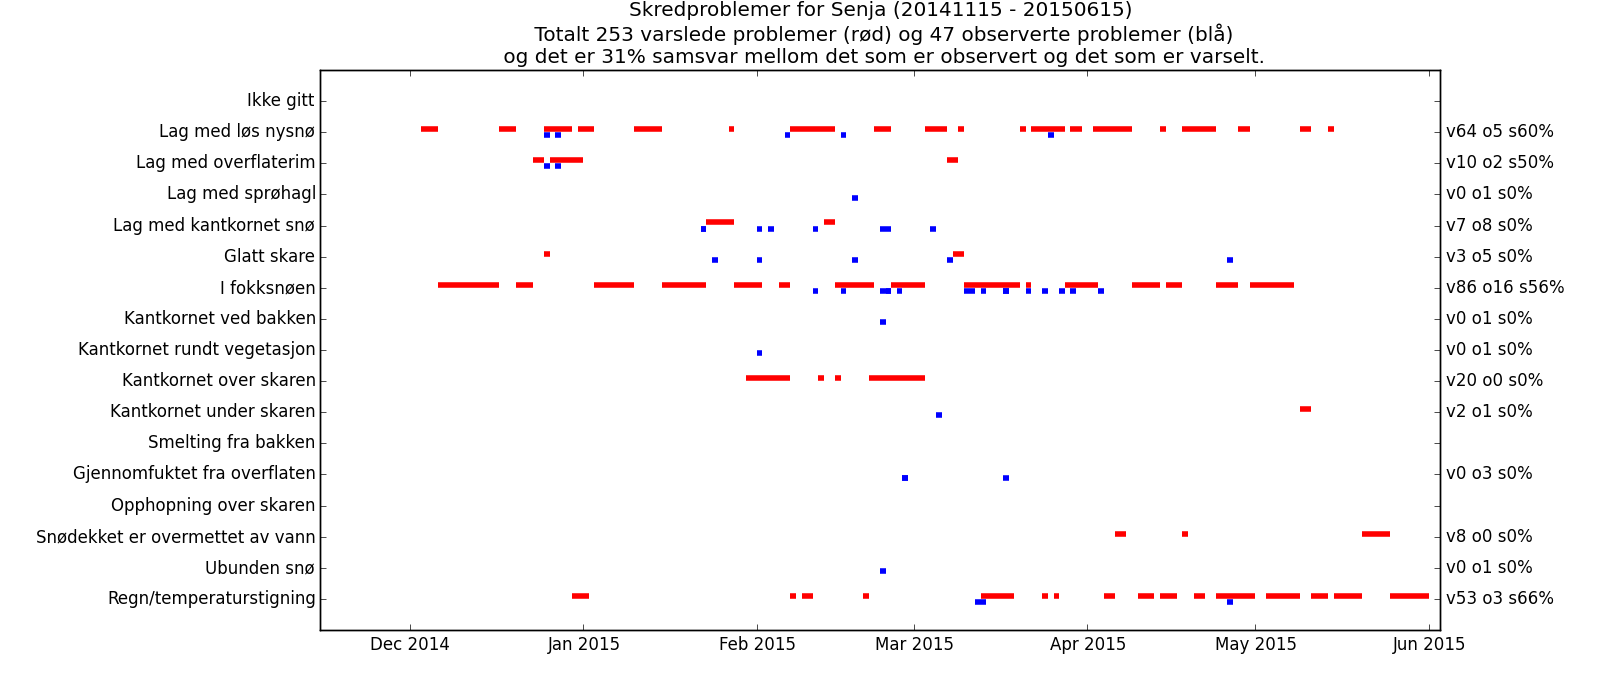 Skredproblemer for Senja (20141115 - 20150615)
Totalt 253 varslede problemer (rød) og 47 observerte problemer (blå)
og det er 31% samsvar mellom det som er observert og det som er varselt.
Ikke gitt
Lag med løs nysnø v64 o5 s60%
Lag med overflaterim v10 o2 s50%
Lag med sprøhagl v0 o1 s0%
Lag med kantkornet snø v7 o8 s0%
Glatt skare v3 o5 s0%
I fokksnøen v86 o16 s56%
Kantkornet ved bakken v0 o1 s0%
Kantkornet rundt vegetasjon v0 o1 s0%
Kantkornet over skaren v20 o0 s0%
Kantkornet under skaren v2 o1 s0%
Smelting fra bakken
Gjennomfuktet fra overflaten v0 o3 s0%
Opphopning over skaren
Snødekket er overmettet av vann v8 o0 s0%
Ubunden snø v0 o1 s0%
Regn/temperaturstigning v53 o3 s66%
Dec 2014 Jan 2015 Feb 2015 Mar 2015 Apr 2015 May 2015 Jun 2015